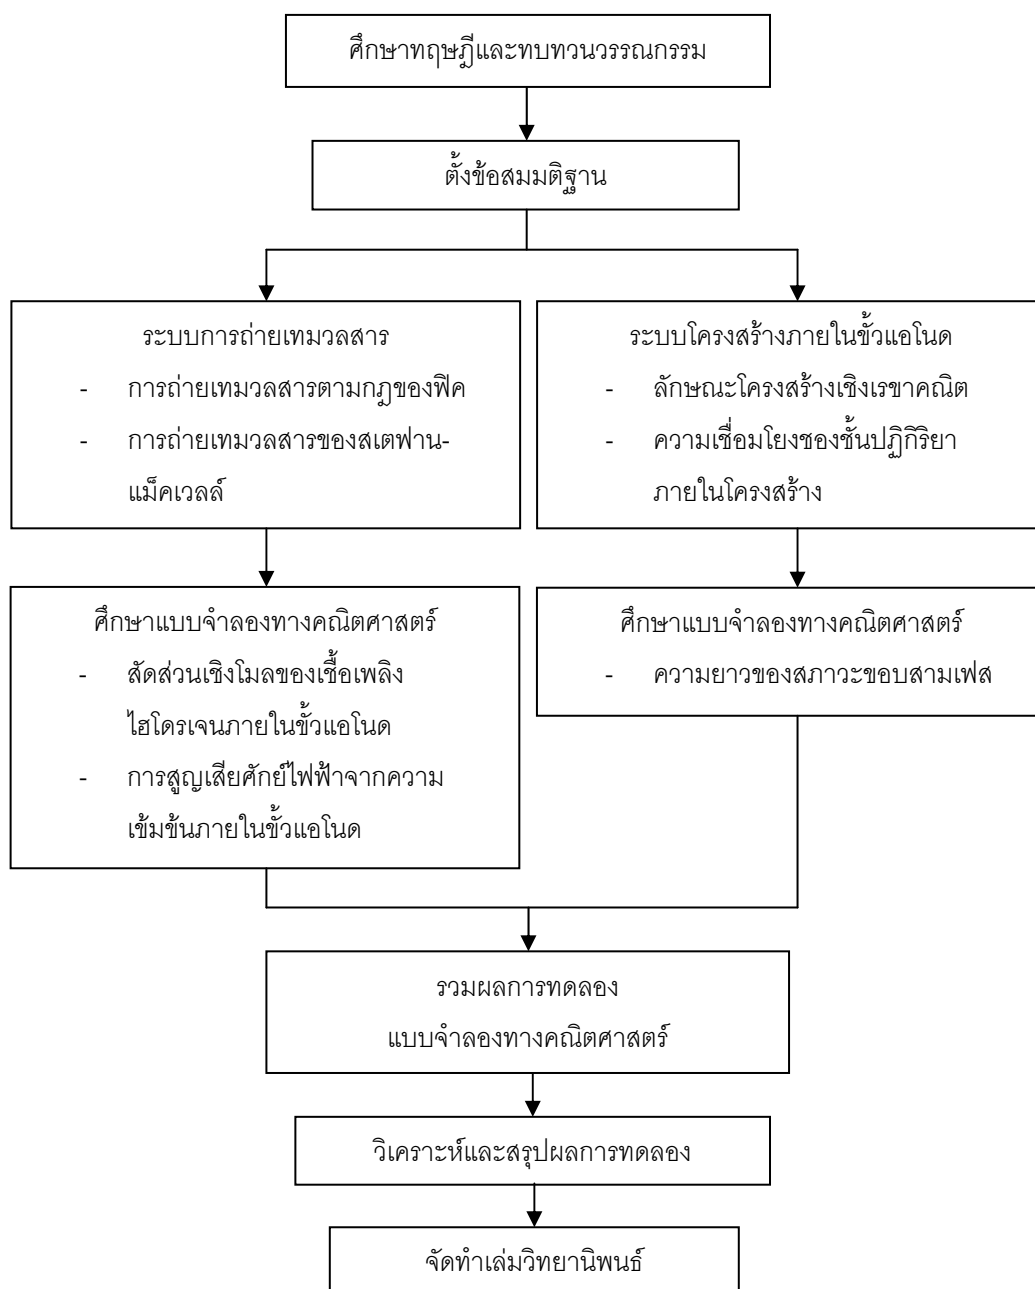 ศึกษาทฤษฎีและทบทวนวรรณกรรม
ตั้งข้อสมมติฐาน
ระบบการถ่ายเทมวลสาร
- การถ่ายเทมวลสารตามกฎของฟิค
- การถ่ายเทมวลสารของสเตฟาน-
แม็คเวลล์
ระบบโครงสร้างภายในขั้วแอโนด
- ลักษณะโครงสร้างเชิงเรขาคณิต
- ความเชื่อมโยงชองชั้นปฏิกิริยา
ภายในโครงสร้าง
ศึกษาแบบจำลองทางคณิตศาสตร์
- สัดส่วนเชิงโมลของเชื้อเพลิง
ไฮโดรเจนภายในขั้วแอโนด
- การสูญเสียศักย์ไฟฟ้าจากความ
เข้มข้นภายในขั้วแอโนด
ศึกษาแบบจำลองทางคณิตศาสตร์
- ความยาวของสภาวะขอบสามเฟส
รวมผลการทดลอง
แบบจำลองทางคณิตศาสตร์
วิเคราะห์และสรุปผลการทดลอง
จัดทำเล่มวิทยานิพนธ์